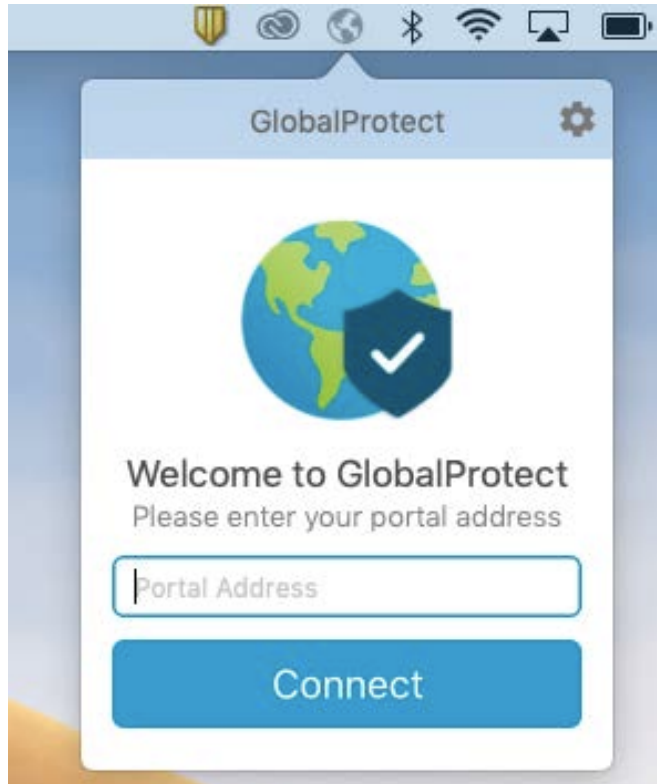 GlobalProtect
Welcome to GlobalProtect
Please enter your portal address
Portal Address
Connect